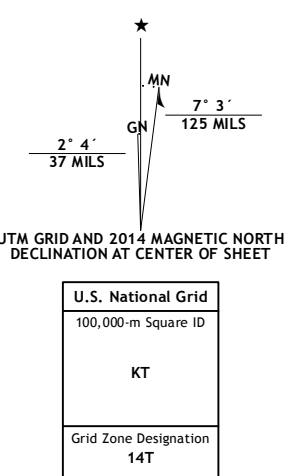 ★
MN
7° 3´
125 MILS
GN
2° 4´
37 MILS
UTM GRID AND 2014 MAGNETIC NORTH
DECLINATION AT CENTER OF SHEET
U.S. National Grid
100,000-m Square ID
KT
Grid Zone Designation
14T